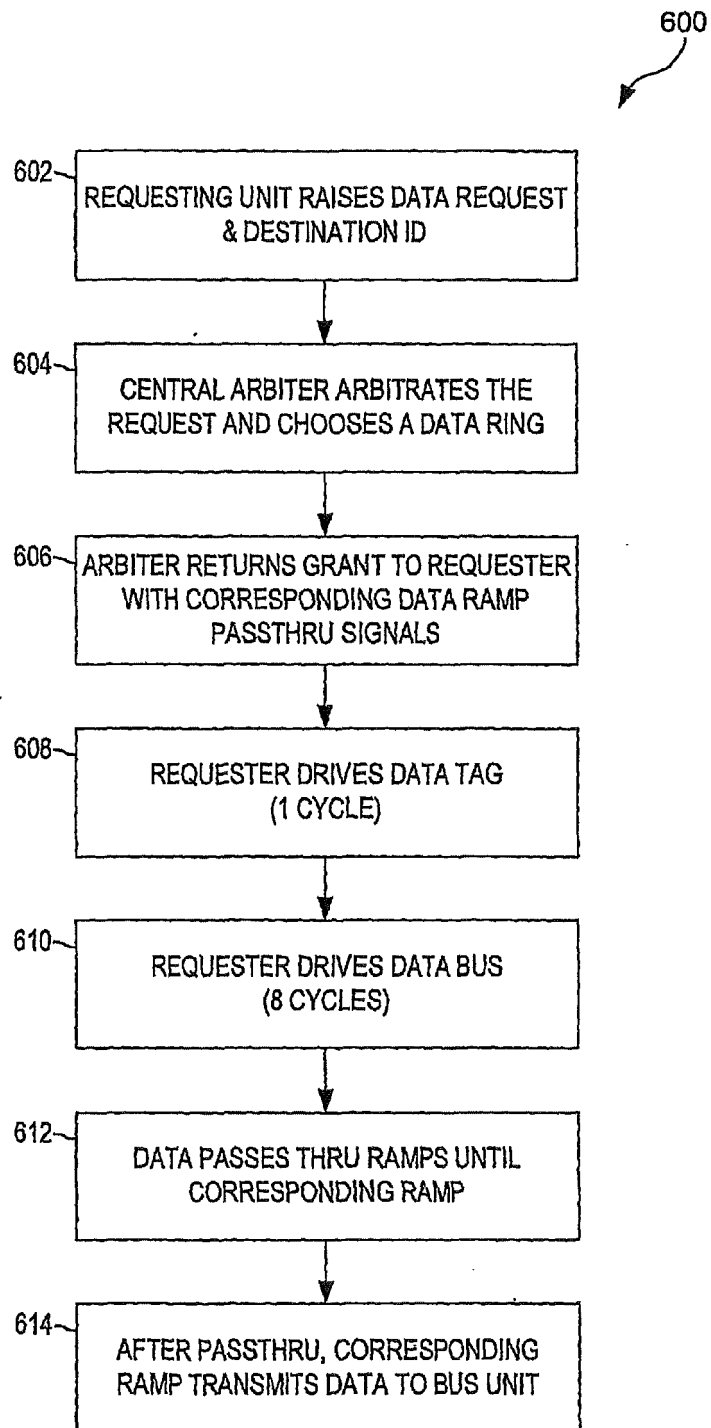 600
602
REQUESTING UNIT RAISES DATA REQUEST
& DESTINATION ID
604
CENTRAL ARBITER ARBITRATES THE
REQUEST AND CHOOSES A DATA RING
606
ARBITER RETURNS GRANT TO REQUESTER
WITH CORRESPONDING DATA RAMP
PASSTHRU SIGNALS
608
REQUESTER DRIVES DATA TAG
(1 CYCLE)
610
REQUESTER DRIVES DATA BUS
(8 CYCLES)
612
DATA PASSES THRU RAMPS UNTIL
CORRESPONDING RAMP
614
AFTER PASSTHRU, CORRESPONDING
RAMP TRANSMITS DATA TO BUS UNIT